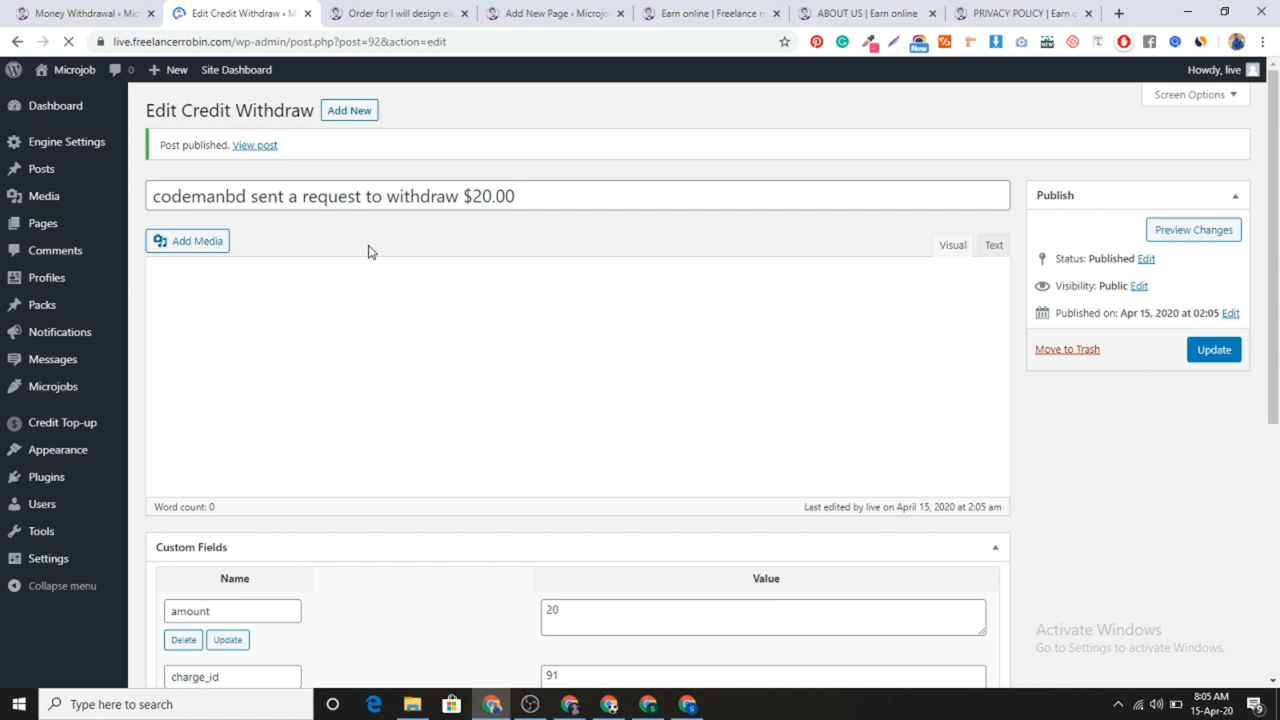 Money Withdrawal ‹ Microj
Edit Credit Withdraw ‹ M
Order for I will design el
Add New Page ‹ Microjo
Earn online | Freelance m
ABOUT US | Earn online
PRIVACY POLICY | Earn o
live.freelancerrobin.com/wp-admin/post.php?post=92&action=edit
New
NEW
Microjob
0
New
Site Dashboard
Howdy, live
Dashboard
Engine Settings
Posts
Media
Pages
Comments
Profiles
Packs
Notifications
Messages
Microjobs
Credit Top-up
Appearance
Plugins
Users
Tools
Settings
Collapse menu
Screen Options
Edit Credit Withdraw
Add New
Post published. View post
codemanbd sent a request to withdraw $20.00
Add Media
Visual
Text
Word count: 0
Last edited by live on April 15, 2020 at 2:05 am
Publish
Preview Changes
Status: Published Edit
Visibility: Public Edit
Published on: Apr 15, 2020 at 02:05 Edit
Move to Trash
Update
Custom Fields
Name
Value
amount
20
Delete
Update
charge_id
91
Activate Windows
Go to Settings to activate Windows.
Type here to search
8:05 AM
15-Apr-20
9